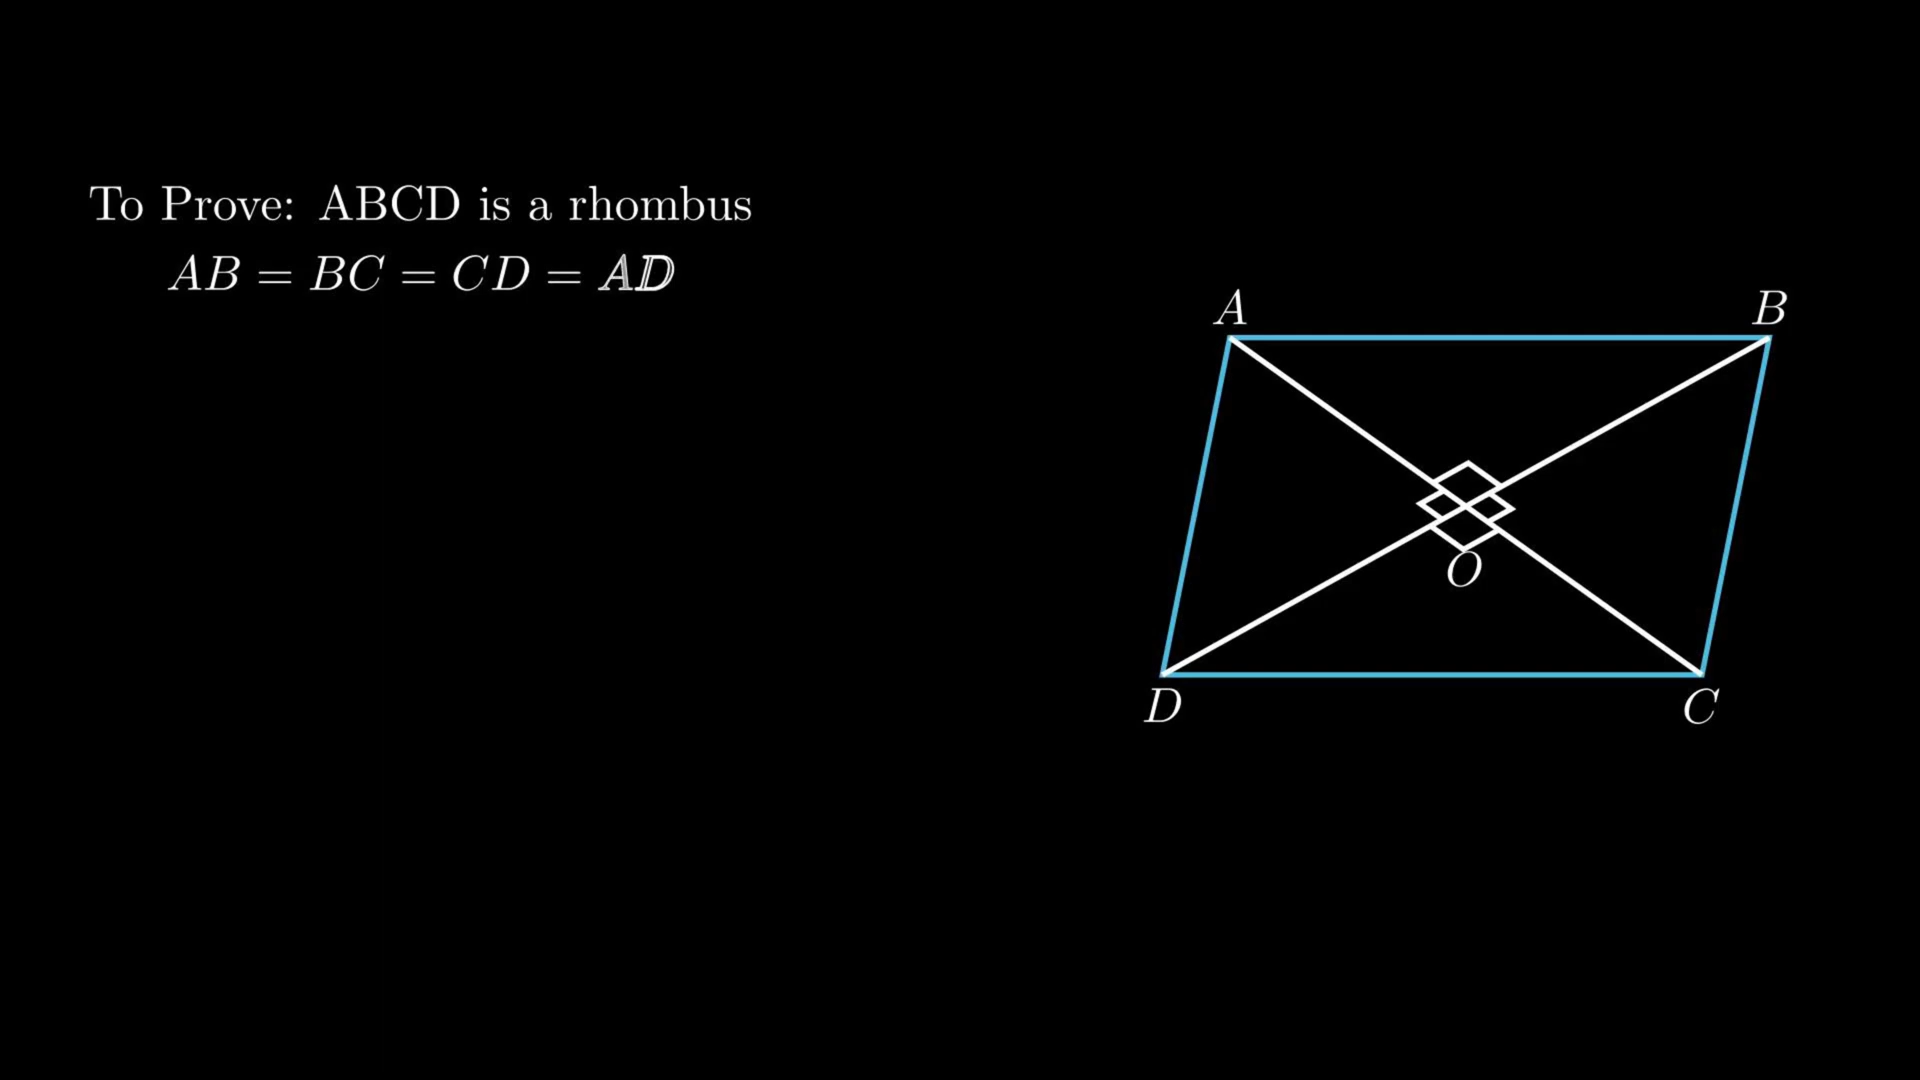 To Prove: ABCD is a rhombus
AB = BC = CD = AD
A
B
O
D
C